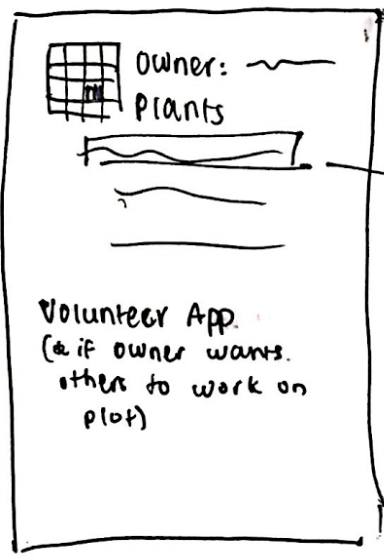 owner:
Plants
Volunteer App.
(& if owner wants
others to work on
plot)